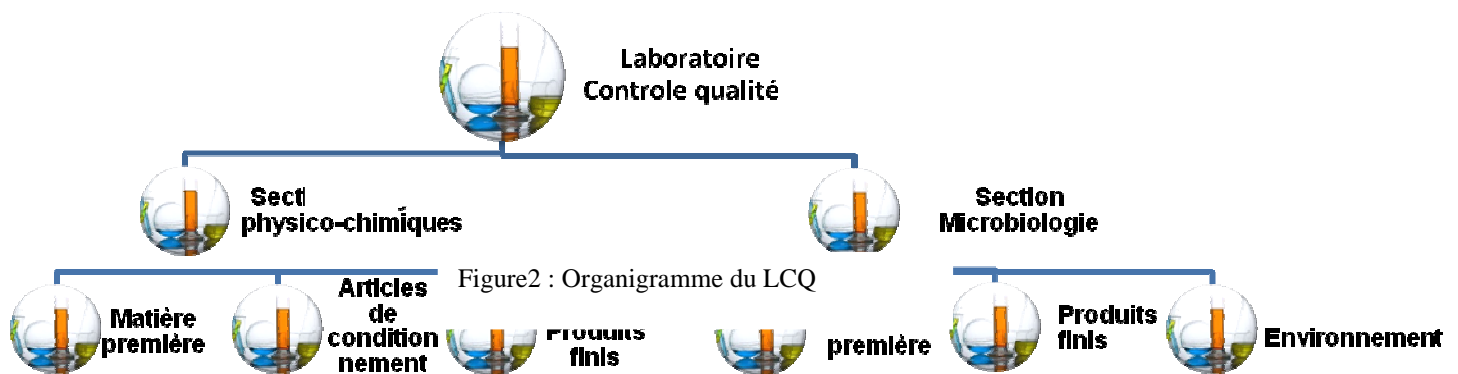 Laboratoire
Controle qualité
Secti
physico-chimiques
Section
Microbiologie
Figure2 : Organigramme du LCQ
Matière
première
Articles
de
condition
nement
Produits
finis
première
Produits
finis
Environnement